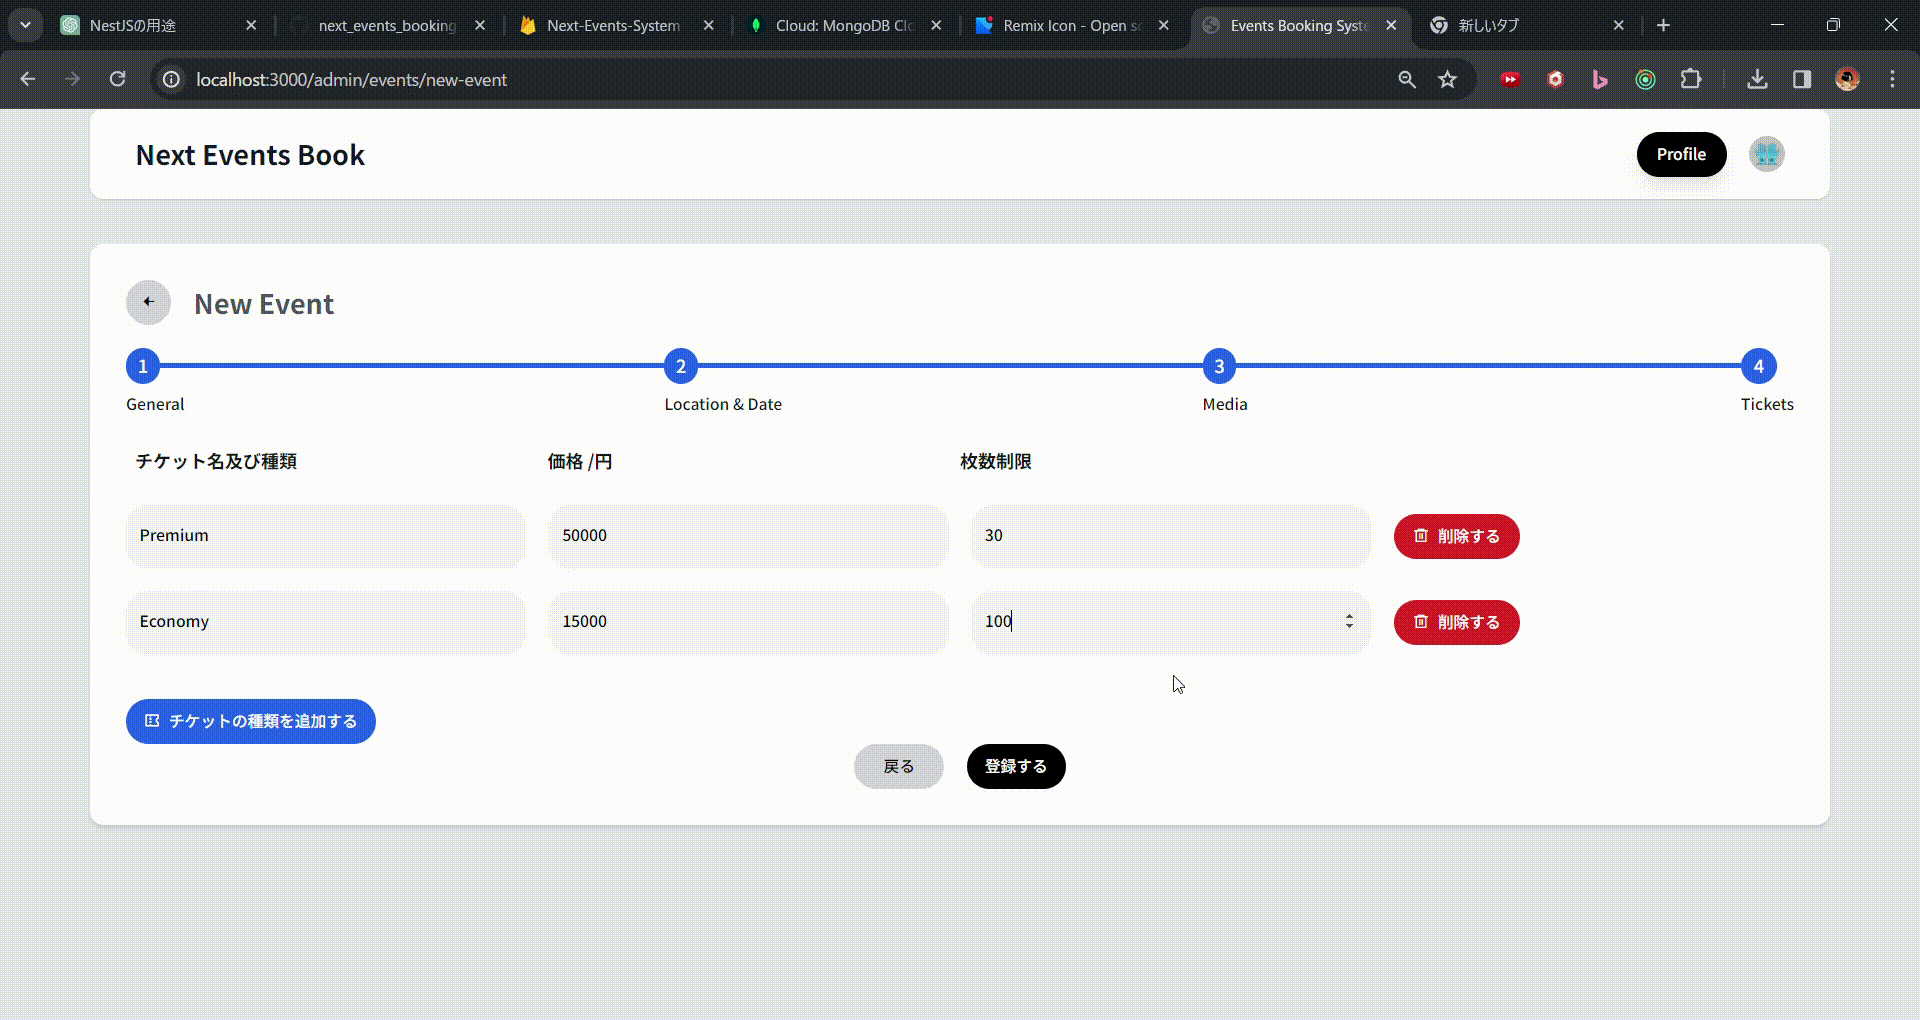 NestJSの用途
next_events_booking
Next-Events-System
Cloud: MongoDB Clo
Remix Icon - Open so
Events Booking Syste
新しいタブ
localhost:3000/admin/events/new-event
Next Events Book
Profile
New Event
1
2
3
4
General
Location & Date
Media
Tickets
チケット名及び種類
価格 /円
枚数制限
Premium
50000
30
削除する
Economy
15000
100
削除する
チケットの種類を追加する
戻る
登録する